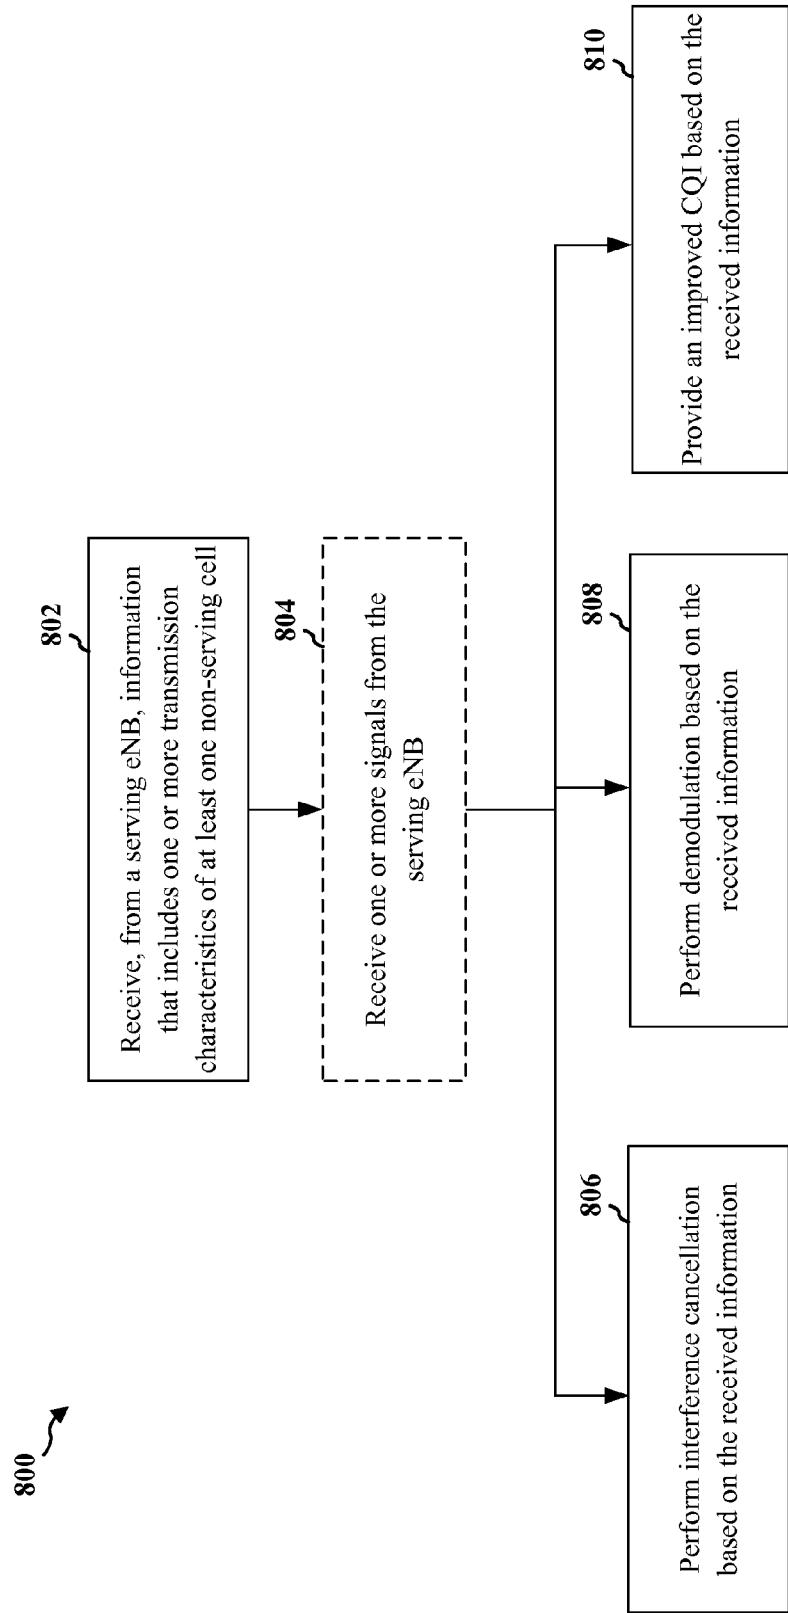 800
802
Receive, from a serving eNB, information
that includes one or more transmission
characteristics of at least one non-serving cell
804
Receive one or more signals from the
serving eNB
806
Perform interference cancellation
based on the received information
808
Perform demodulation based on the
received information
810
Provide an improved CQI based on the
received information